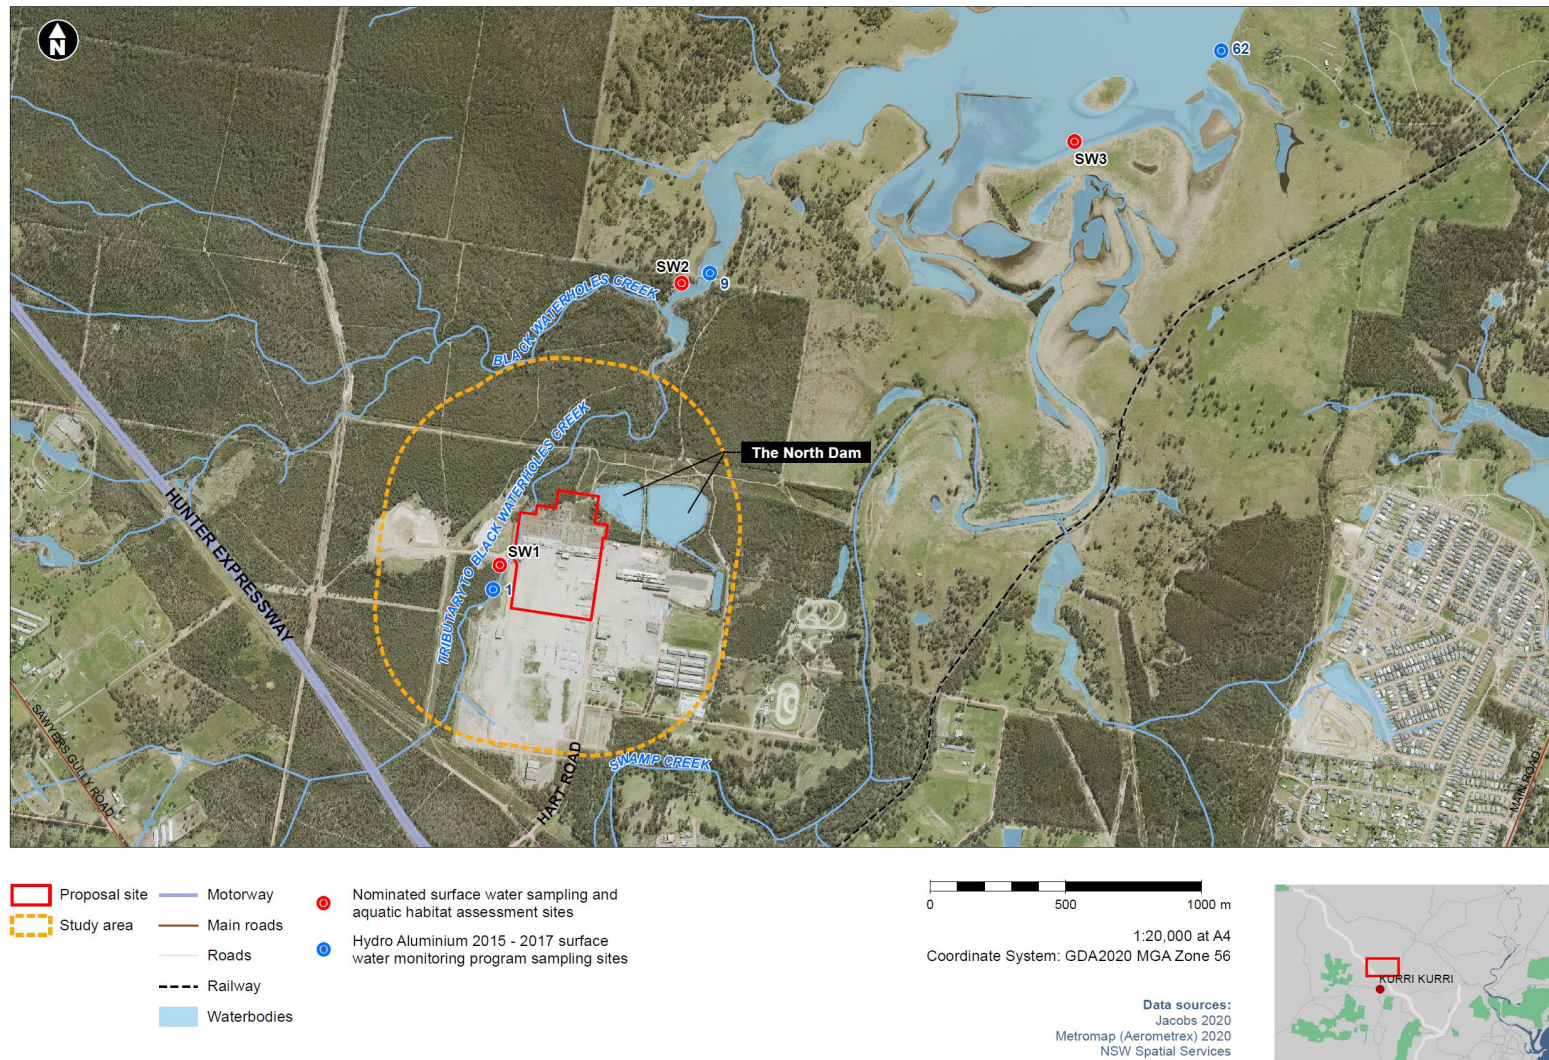 N
62
SW3
SW2
9
BLACK WATERHOLES CREEK
The North Dam
TRIBUTARYTO BLACK WATERHOLES CREEK
SW1
1
HUNTER EXPRESSWAY
SAWYERS GULLY ROAD
HART ROAD
SWAMP CREEK
MAIN ROAD
Proposal site
Study area
Motorway
Main roads
Roads
Railway
Waterbodies
Nominated surface water sampling and
aquatic habitat assessment sites
Hydro Aluminium 2015 - 2017 surface
water monitoring program sampling sites
0 500 1000 m
1:20,000 at A4
Coordinate System: GDA2020 MGA Zone 56
Data sources:
Jacobs 2020
Metromap (Aerometrex) 2020
NSW Spatial Services
KURRI KURRI